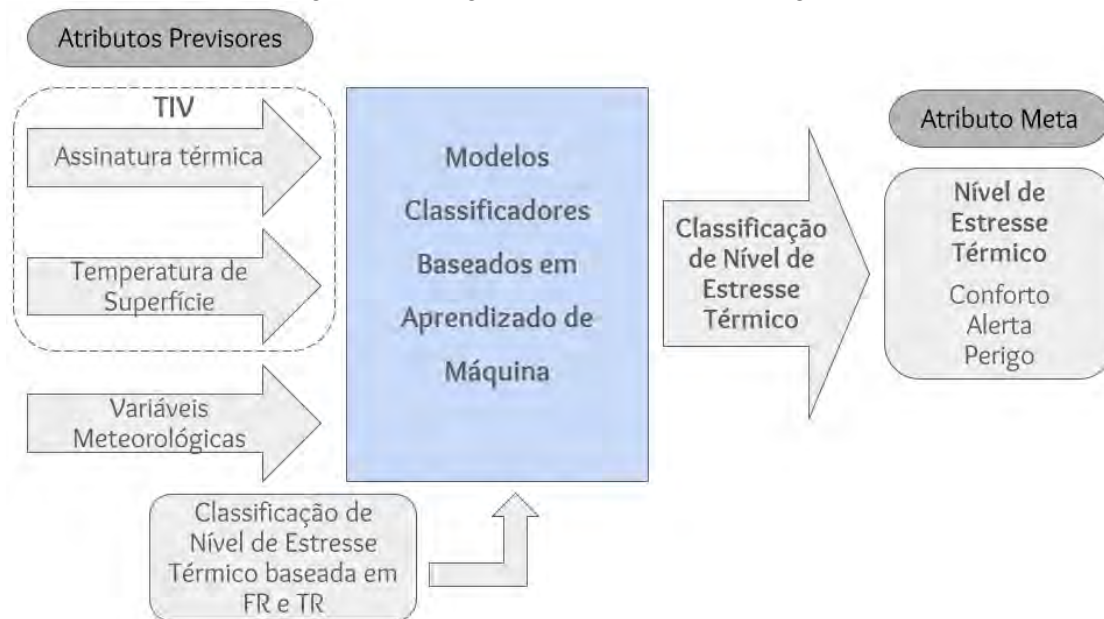 Atributos Previsores
TIV
Assinatura térmica
Temperatura de
Superfície
Variáveis
Meteorológicas
Modelos
Classificadores
Baseados em
Aprendizado de
Máquina
Classificação de
Nível de Estresse
Térmico baseada em
FR e TR
Classificação
de Nível de
Estresse
Térmico
Atributo Meta
Nível de
Estresse
Térmico
Conforto
Alerta
Perigo